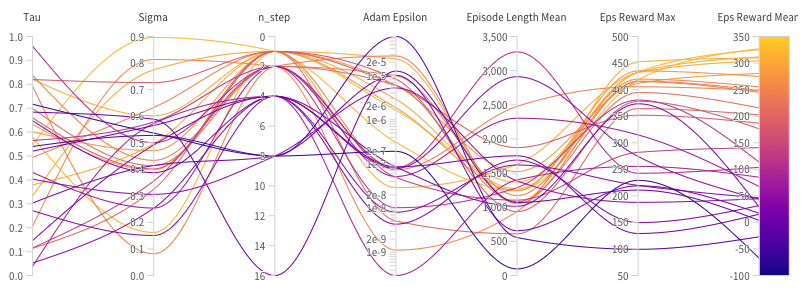 Tau Sigma n_step Adam Epsilon Episode Length Mean Eps Reward Max Eps Reward Mean
1.0 0.9 0 3,500 500 350
0.9 0.8 2 2e-5 3,000 450 300
0.8 0.7 4 1e-5 2,500 400 250
0.7 0.6 6 2e-6 2,000 350 200
0.6 0.5 8 1e-6 1,500 300 150
0.5 0.4 10 2e-7 1,000 250 100
0.4 0.3 12 1e-7 500 200 50
0.3 0.2 14 2e-8 0 150 0
0.2 0.1 16 1e-8 100 -50
0.1 0.0 2e-9 50 -100
0.0 1e-9